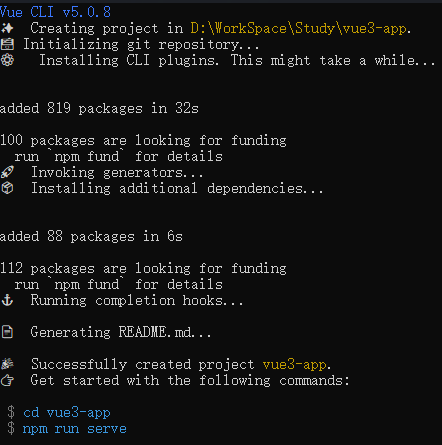 Vue CLI v5.0.8
✨ Creating project in D:\WorkSpace\Study\vue3-app.
🗃 Initializing git repository...
⚙ Installing CLI plugins. This might take a while...
added 819 packages in 32s
100 packages are looking for funding
run `npm fund` for details
🚀 Invoking generators...
📦 Installing additional dependencies...
added 88 packages in 6s
112 packages are looking for funding
run `npm fund` for details
⚓ Running completion hooks...
📄 Generating README.md...
🎉 Successfully created project vue3-app.
👉 Get started with the following commands:
$ cd vue3-app
$ npm run serve